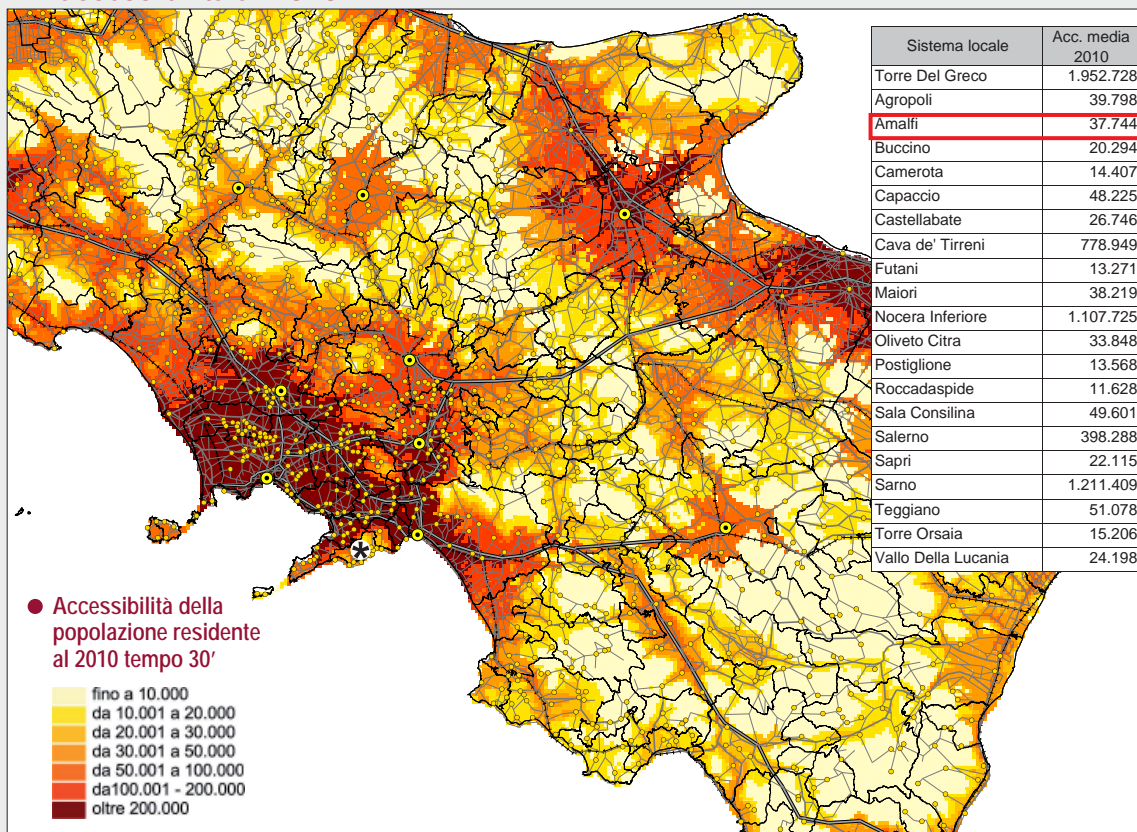 Sistema locale Acc. media 2010
Torre Del Greco 1.952.728
Agropoli 39.798
Amalfi 37.744
Buccino 20.294
Camerota 14.407
Capaccio 48.225
Castellabate 26.746
Cava de' Tirreni 778.949
Futani 13.271
Maiori 38.219
Nocera Inferiore 1.107.725
Oliveto Citra 33.848
Postiglione 13.568
Roccadaspide 11.628
Sala Consilina 49.601
Salerno 398.288
Sapri 22.115
Sarno 1.211.409
Teggiano 51.078
Torre Orsaia 15.206
Vallo Della Lucania 24.198
Accessibilità della
popolazione residente
al 2010 tempo 30'
fino a 10.000
da 10.001 a 20.000
da 20.001 a 30.000
da 30.001 a 50.000
da 50.001 a 100.000
da100.001 - 200.000
oltre 200.000